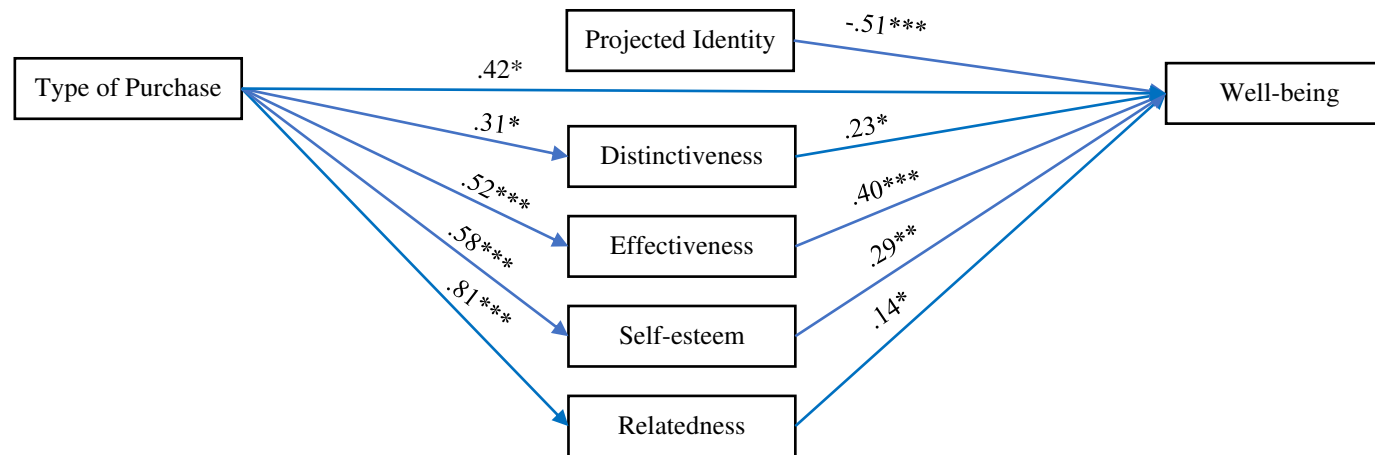 Projected Identity
-.51***
Type of Purchase
.42*
Well-being
.31*
Distinctiveness
.23*
.52***
Effectiveness
.40***
.58***
Self-esteem
.29**
.81***
Relatedness
.14*